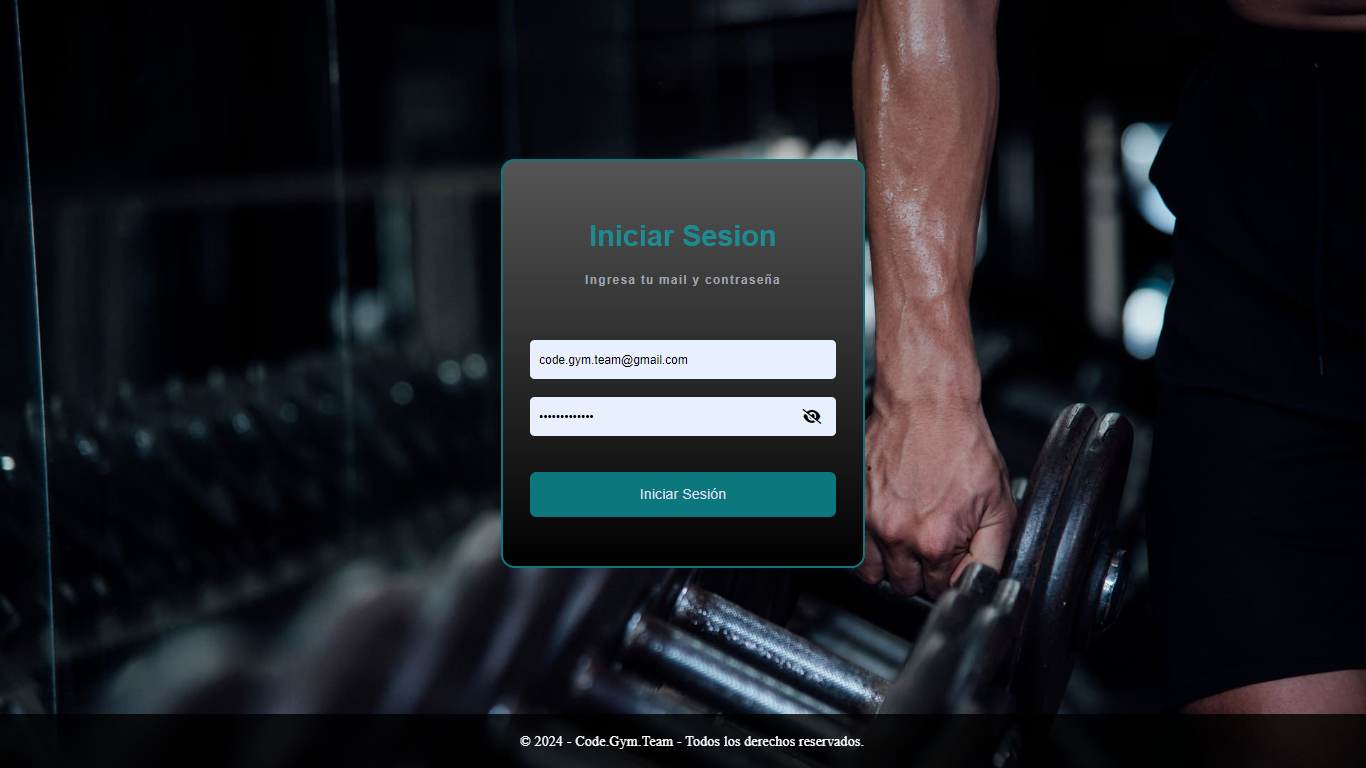 Iniciar Sesion
Ingresa tu mail y contraseña
code.gym.team@gmail.com
•••••••••••••
Iniciar Sesión
© 2024 - Code.Gym.Team - Todos los derechos reservados.